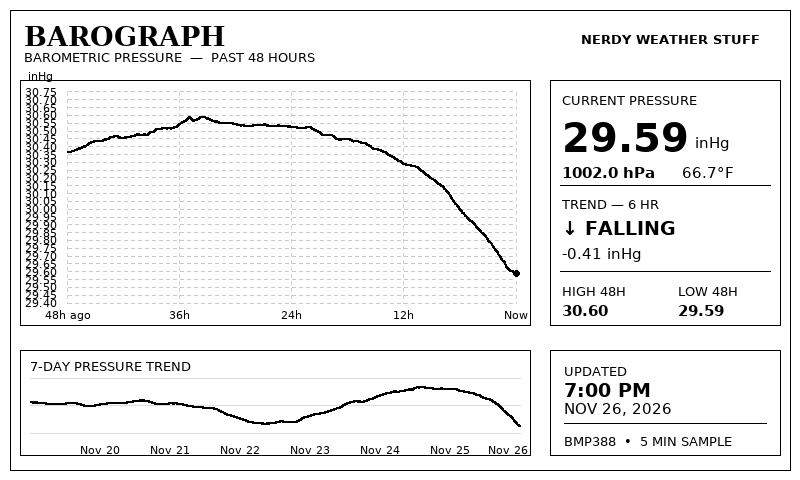 BAROGRAPH
BAROMETRIC PRESSURE — PAST 48 HOURS
NERDY WEATHER STUFF
inHg
30.75
30.70
30.65
30.60
30.55
30.50
30.45
30.40
30.35
30.30
30.25
30.20
30.15
30.10
30.05
30.00
29.95
29.90
29.85
29.80
29.75
29.70
29.65
29.60
29.55
29.50
29.45
29.40
48h ago 36h 24h 12h Now
CURRENT PRESSURE
29.59 inHg
1002.0 hPa 66.7°F
TREND — 6 HR
↓ FALLING
-0.41 inHg
HIGH 48H LOW 48H
30.60 29.59
7-DAY PRESSURE TREND
Nov 20 Nov 21 Nov 22 Nov 23 Nov 24 Nov 25 Nov 26
UPDATED
7:00 PM
NOV 26, 2026
BMP388 • 5 MIN SAMPLE